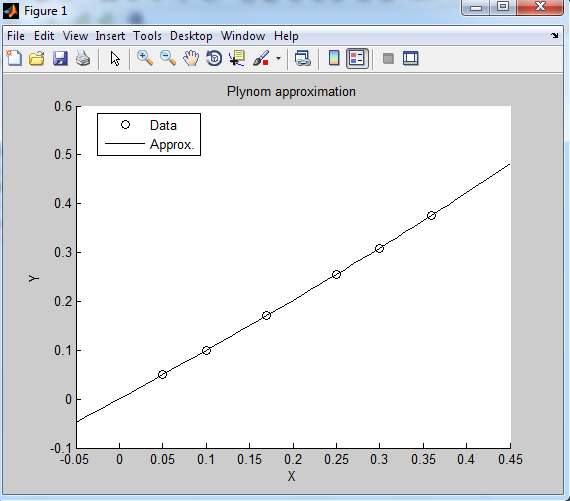 Figure 1
File Edit View Insert Tools Desktop Window Help
Plynom approximation
0.6
0.5
0.4
0.3
0.2
0.1
0
-0.1
Data
Approx.
Y
-0.05 0 0.05 0.1 0.15 0.2 0.25 0.3 0.35 0.4 0.45
X